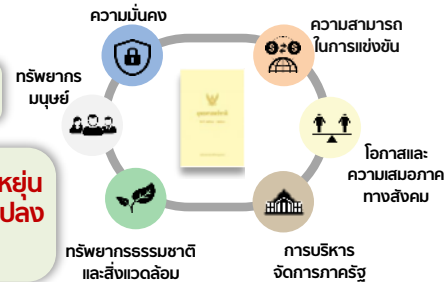 ความมั่นคง
ความสามารถ
ในการแข่งขัน
ทรัพยากร
มนุษย์
โอกาสและ
ความเสมอภาค
ทางสังคม
หยุ่น
ปลง
ทรัพยากรธรรมชาติ
และสิ่งแวดล้อม
การบริหาร
จัดการภาครัฐ